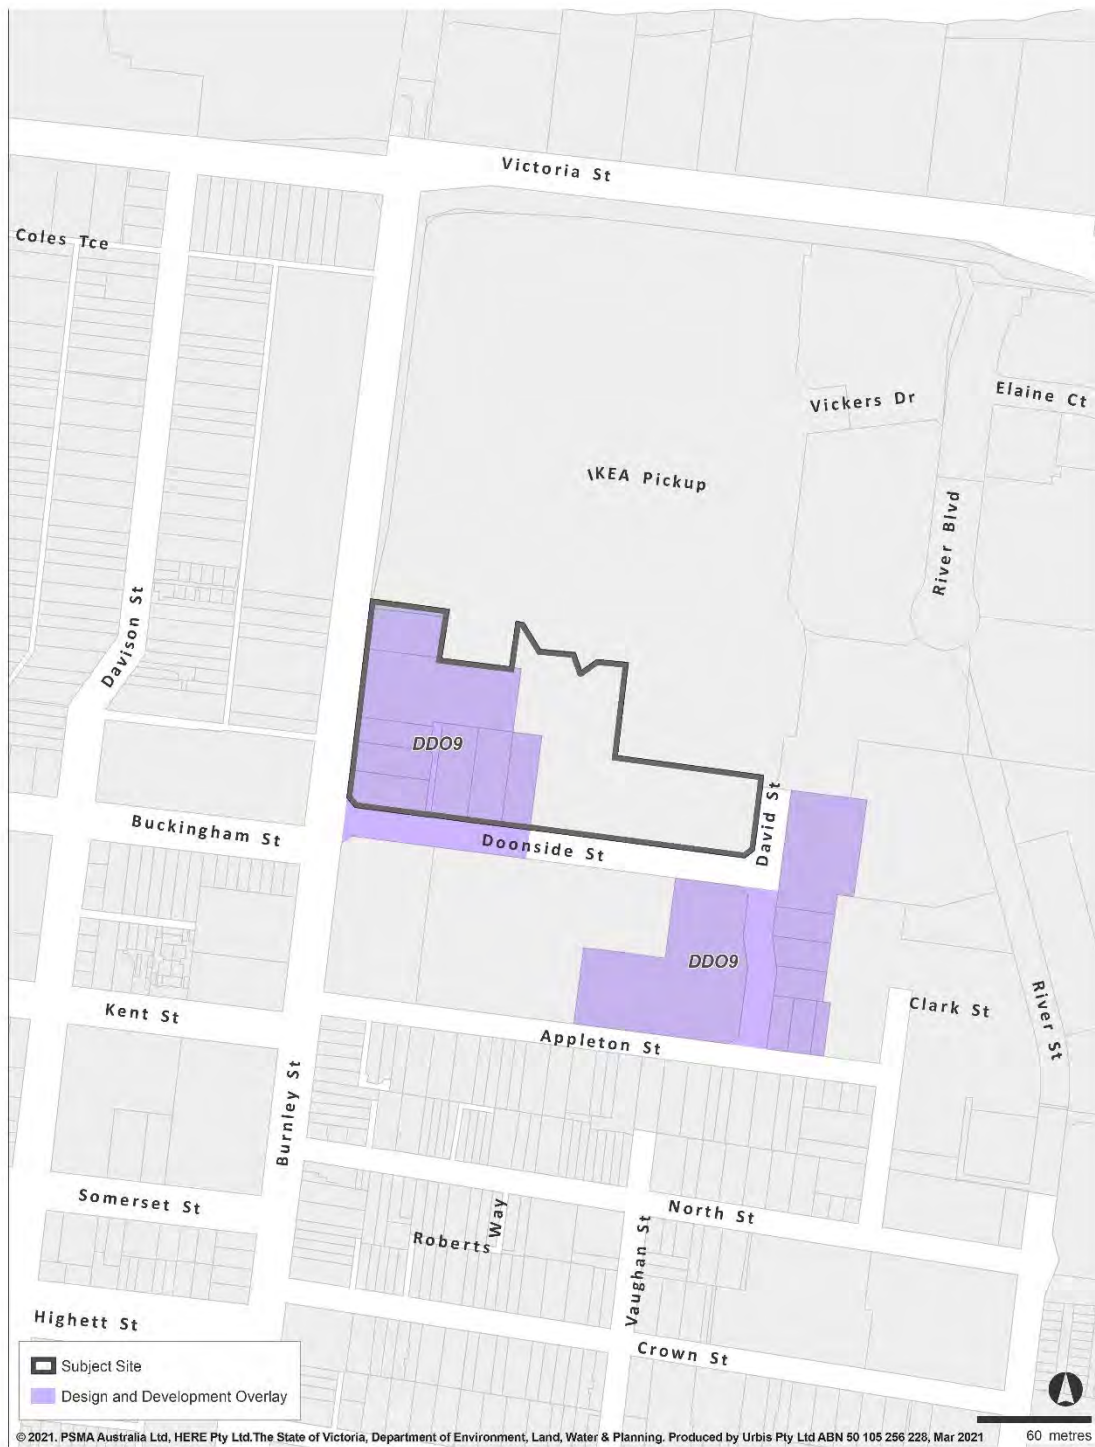 Victoria St
Coles Tce
Elaine Ct
Vickers Dr
IKEA Pickup
River Blvd
Davison St
DDO9
David St
Buckingham St
Doonside St
DDO9
Clark St
River St
Kent St
Appleton St
Burnley St
Somerset St
North St
Roberts Way
Vaughan St
Highett St
Crown St
Subject Site
Design and Development Overlay
© 2021. PSMA Australia Ltd, HERE Pty Ltd.The State of Victoria, Department of Environment, Land, Water & Planning. Produced by Urbis Pty Ltd ABN 50 105 256 228, Mar 2021
60 metres